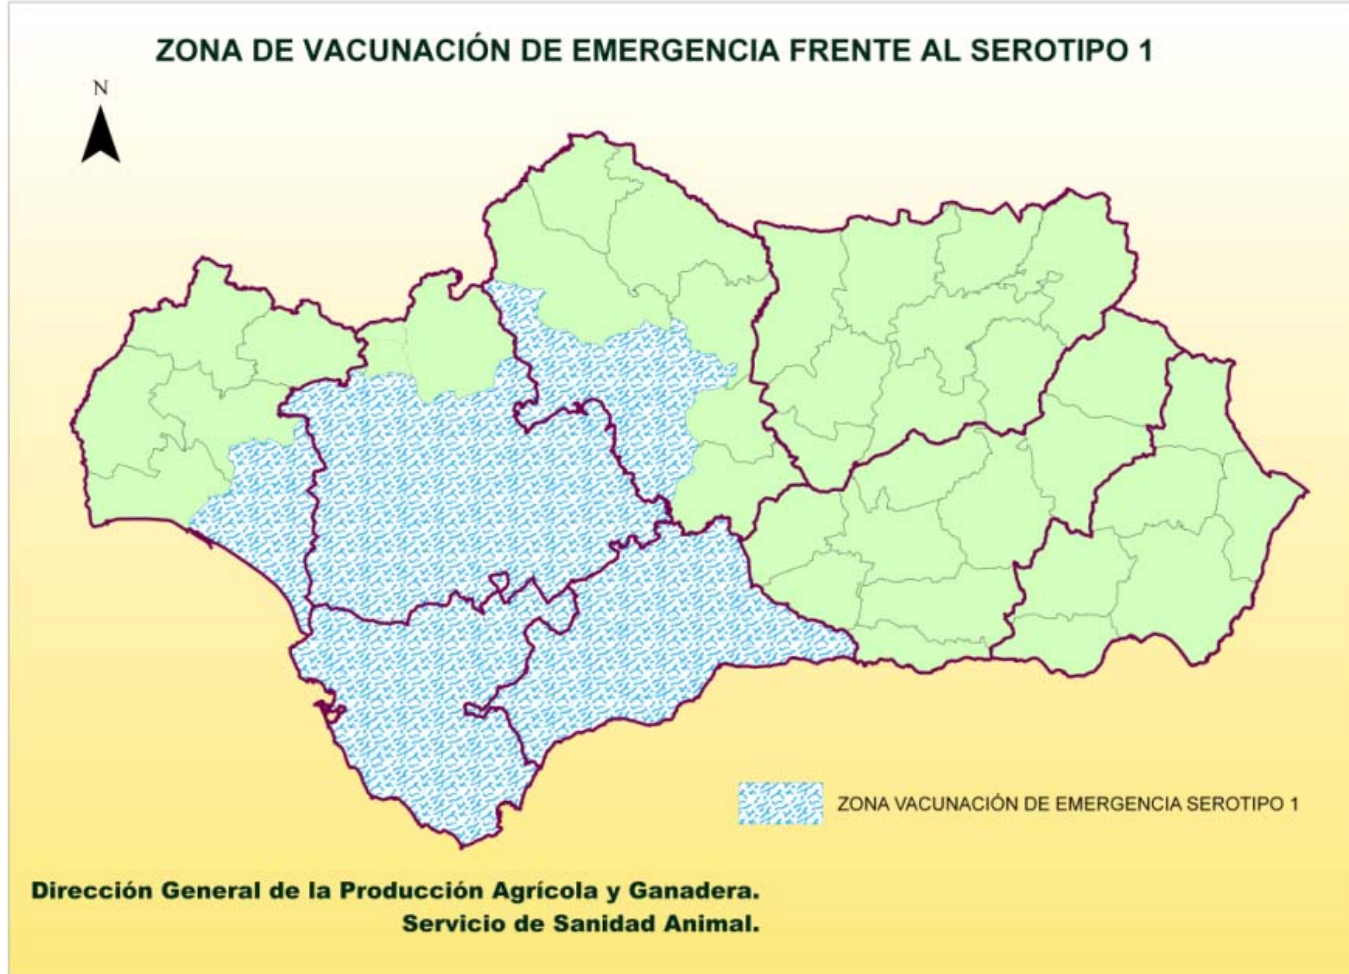 ZONA DE VACUNACIÓN DE EMERGENCIA FRENTE AL SEROTIPO 1
N
ZONA VACUNACIÓN DE EMERGENCIA SEROTIPO 1
Dirección General de la Producción Agrícola y Ganadera.
Servicio de Sanidad Animal.